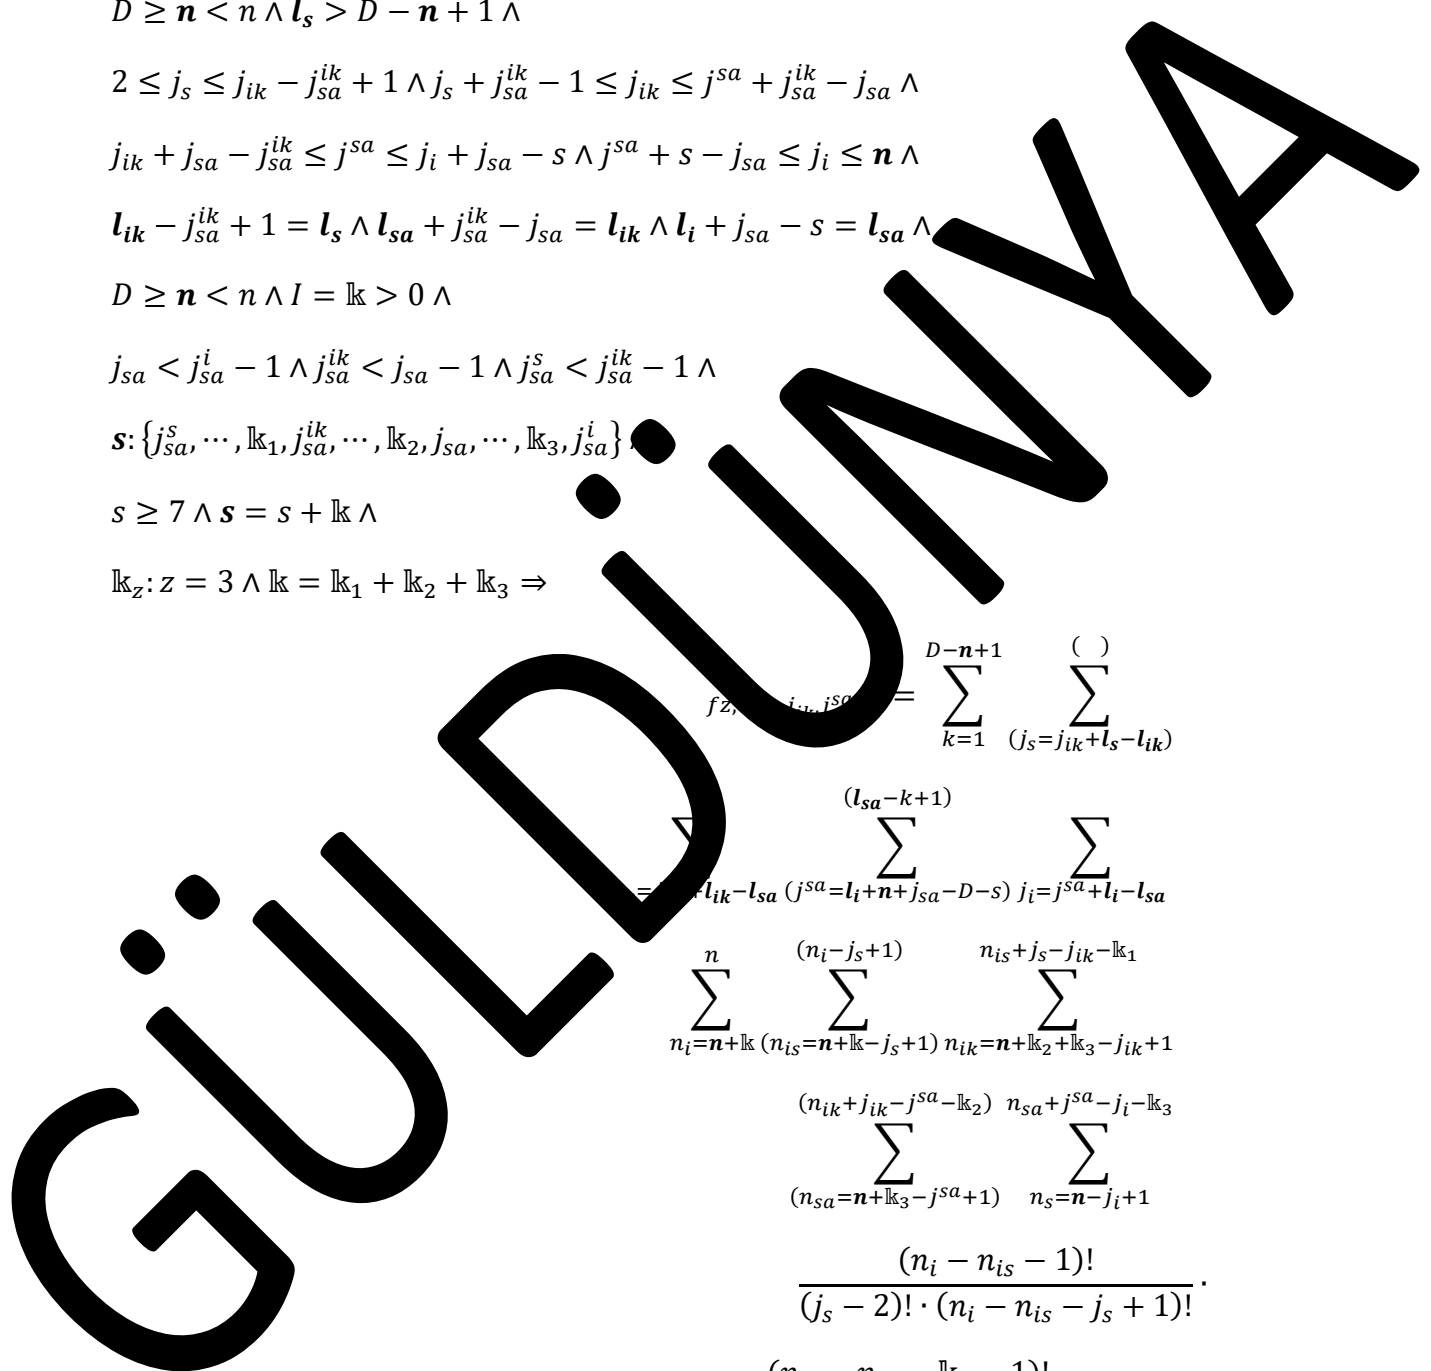 D ≥ 𝒏 < n ∧ 𝒍ₛ > D − 𝒏 + 1 ∧
2 ≤ j_s ≤ j_{ik} − j_{sa}^{ik} + 1 ∧ j_s + j_{sa}^{ik} − 1 ≤ j_{ik} ≤ j^{sa} + j_{sa}^{ik} − j_{sa} ∧
j_{ik} + j_{sa} − j_{sa}^{ik} ≤ j^{sa} ≤ j_i + j_{sa} − s ∧ j^{sa} + s − j_{sa} ≤ j_i ≤ 𝒏 ∧
𝒍_{𝒊𝒌} − j_{sa}^{ik} + 1 = 𝒍_𝒔 ∧ 𝒍_{𝒔𝒂} + j_{sa}^{ik} − j_{sa} = 𝒍_{𝒊𝒌} ∧ 𝒍_𝒊 + j_{sa} − s = 𝒍_{𝒔𝒂} ∧
D ≥ 𝒏 < n ∧ I = 𝕜 > 0 ∧
j_{sa} < j_{sa}^{i} − 1 ∧ j_{sa}^{ik} < j_{sa} − 1 ∧ j_{sa}^{s} < j_{sa}^{ik} − 1 ∧
𝒔: {j_{sa}^{s}, ⋯ , 𝕜_1, j_{sa}^{ik}, ⋯ , 𝕜_2, j_{sa}, ⋯ , 𝕜_3, j_{sa}^{i}}
s ≥ 7 ∧ 𝒔 = s + 𝕜 ∧
𝕜_z: z = 3 ∧ 𝕜 = 𝕜_1 + 𝕜_2 + 𝕜_3 ⇒
= ∑_{k=1}^{D−𝒏+1} ∑_{(j_s=j_{ik}+𝒍_𝒔−𝒍_{𝒊𝒌})}^{( )}
∑_{(j^{sa}=𝒍_𝒊+𝒏+j_{sa}−D−s)}^{(𝒍_{𝒔𝒂}−k+1)} ∑_{j_i=j^{sa}+𝒍_𝒊−𝒍_{𝒔𝒂}}
∑_{n_i=𝒏+𝕜}^{n} ∑_{(n_{is}=𝒏+𝕜−j_s+1)}^{(n_i−j_s+1)} ∑_{n_{ik}=𝒏+𝕜_2+𝕜_3−j_{ik}+1}^{n_{is}+j_s−j_{ik}−𝕜_1}
∑_{(n_{sa}=𝒏+𝕜_3−j^{sa}+1)}^{(n_{ik}+j_{ik}−j^{sa}−𝕜_2)} ∑_{n_s=𝒏−j_i+1}^{n_{sa}+j^{sa}−j_i−𝕜_3}
(n_i − n_{is} − 1)!
(j_s − 2)! · (n_i − n_{is} − j_s + 1)! ·
GÜLDÜNYA